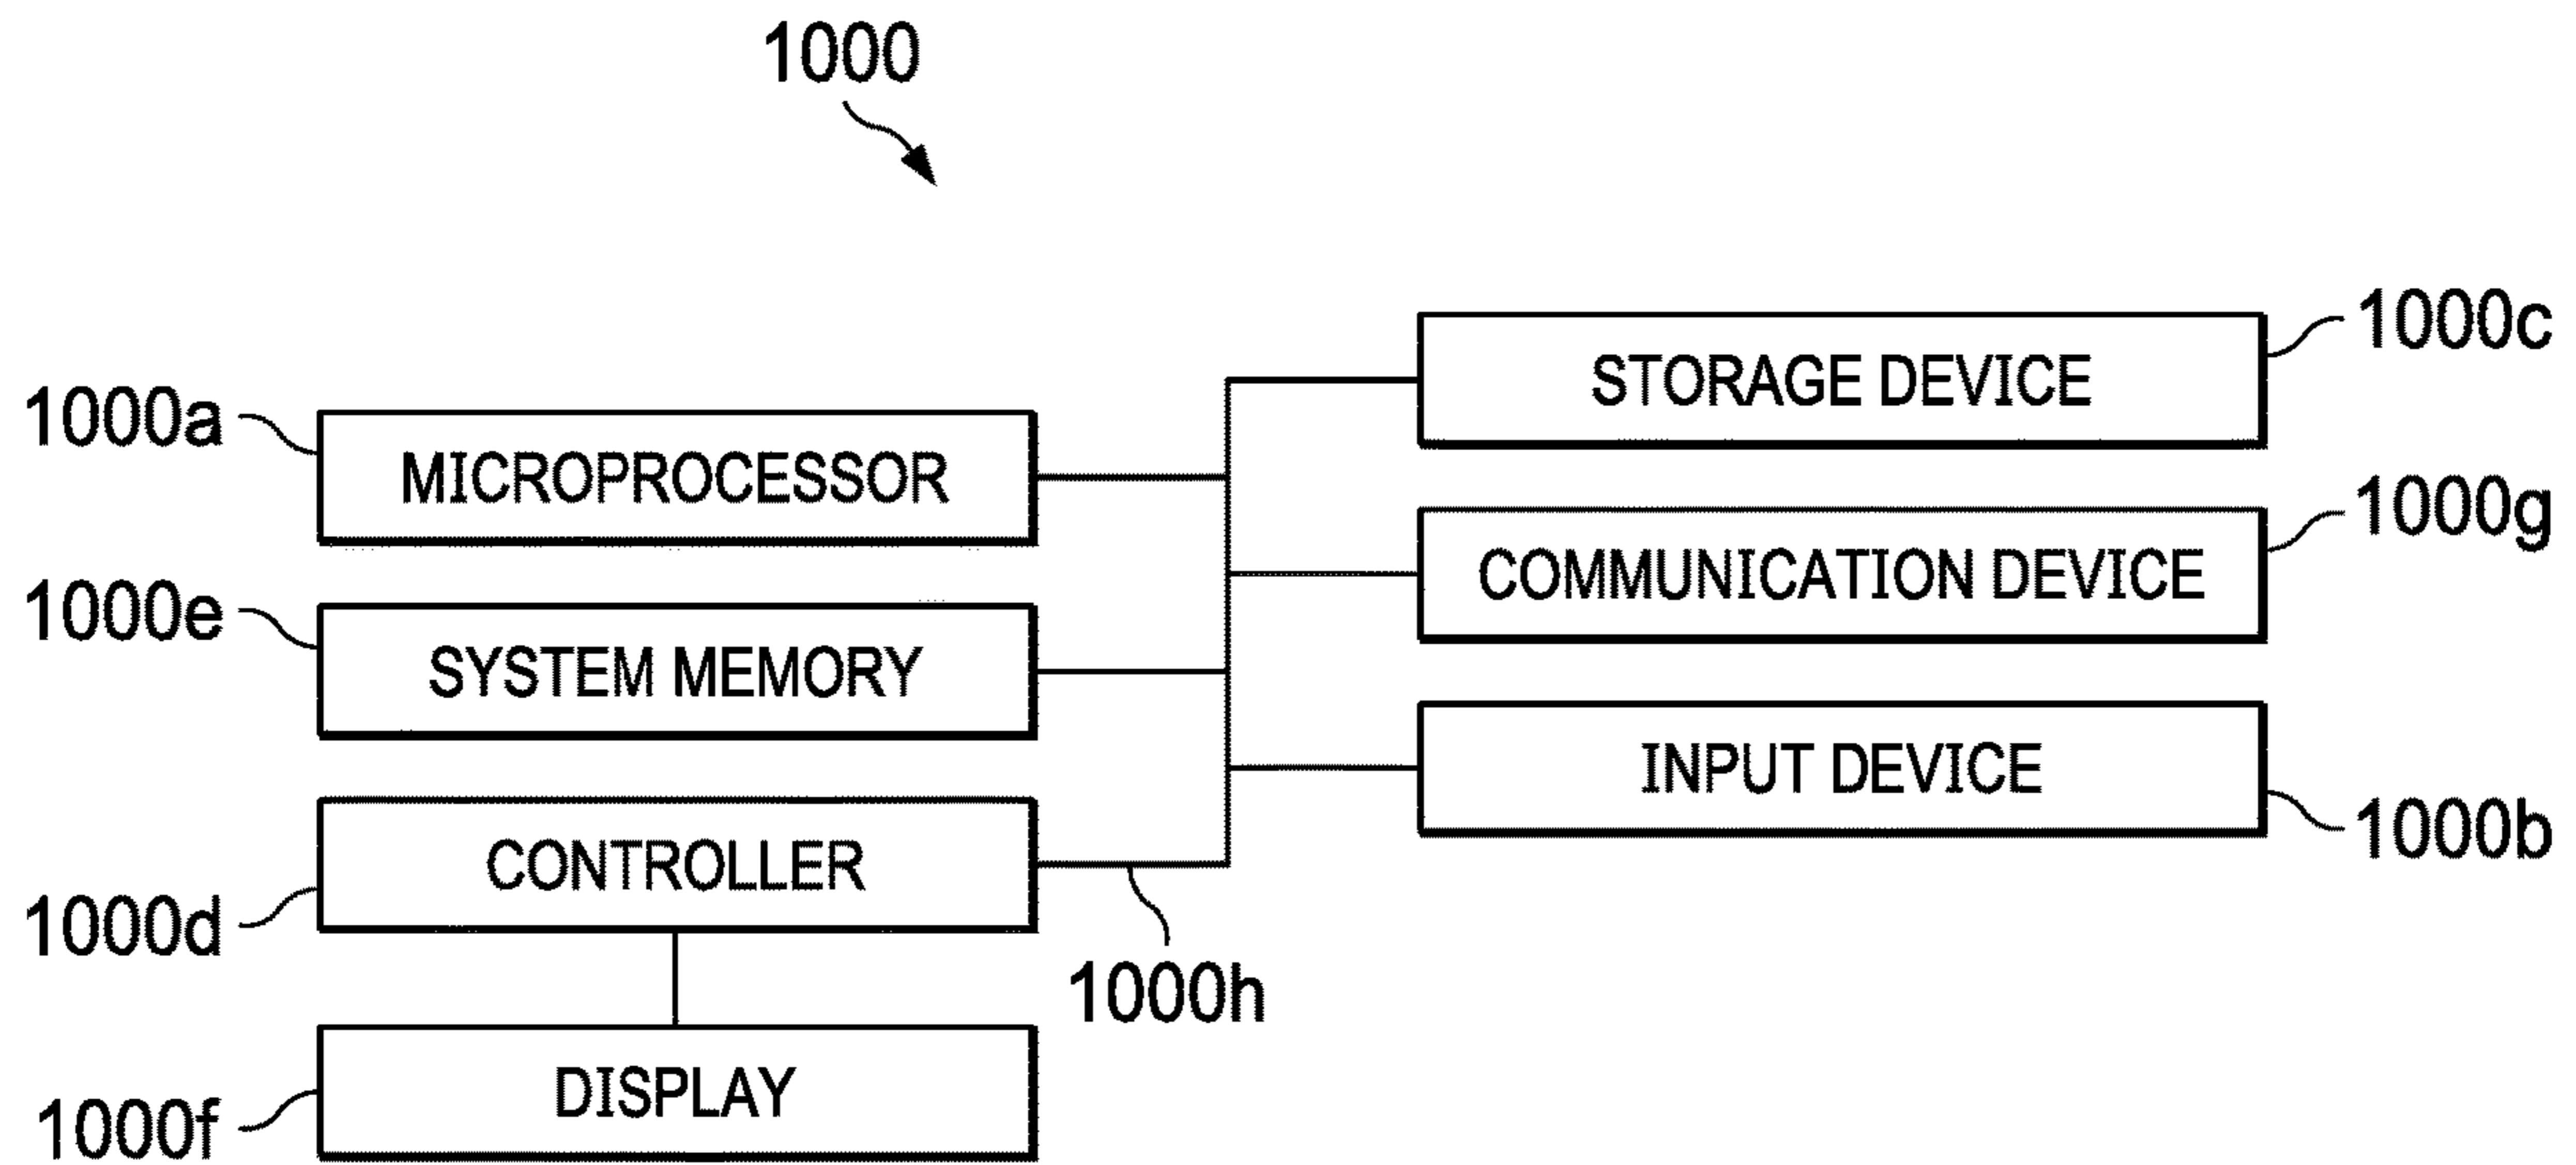 1000
1000c
STORAGE DEVICE
1000a
MICROPROCESSOR
1000g
COMMUNICATION DEVICE
1000e
SYSTEM MEMORY
INPUT DEVICE
1000b
CONTROLLER
1000d
1000h
DISPLAY
1000f